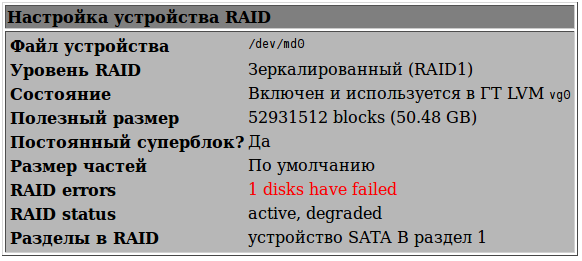 Настройка устройства RAID
Файл устройства /dev/md0
Уровень RAID Зеркалированный (RAID1)
Состояние Включен и используется в ГТ LVM vg0
Полезный размер 52931512 blocks (50.48 GB)
Постоянный суперблок? Да
Размер частей По умолчанию
RAID errors 1 disks have failed
RAID status active, degraded
Разделы в RAID устройство SATA B раздел 1